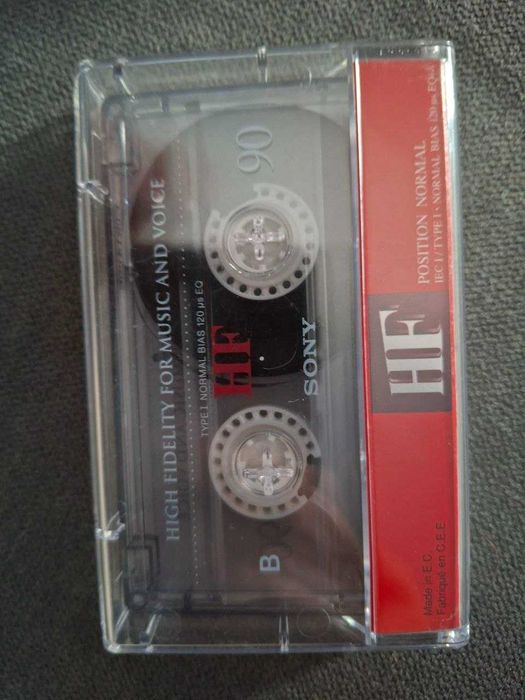 HIGH FIDELITY FOR MUSIC AND VOICE
B
90
TYPE I NORMAL BIAS 120 µs EQ
HF
SONY
HF
POSITION NORMAL
IEC I / TYPE I • NORMAL BIAS 120 µs EQ
Made in E.C.
Fabriqué en C.E.E.